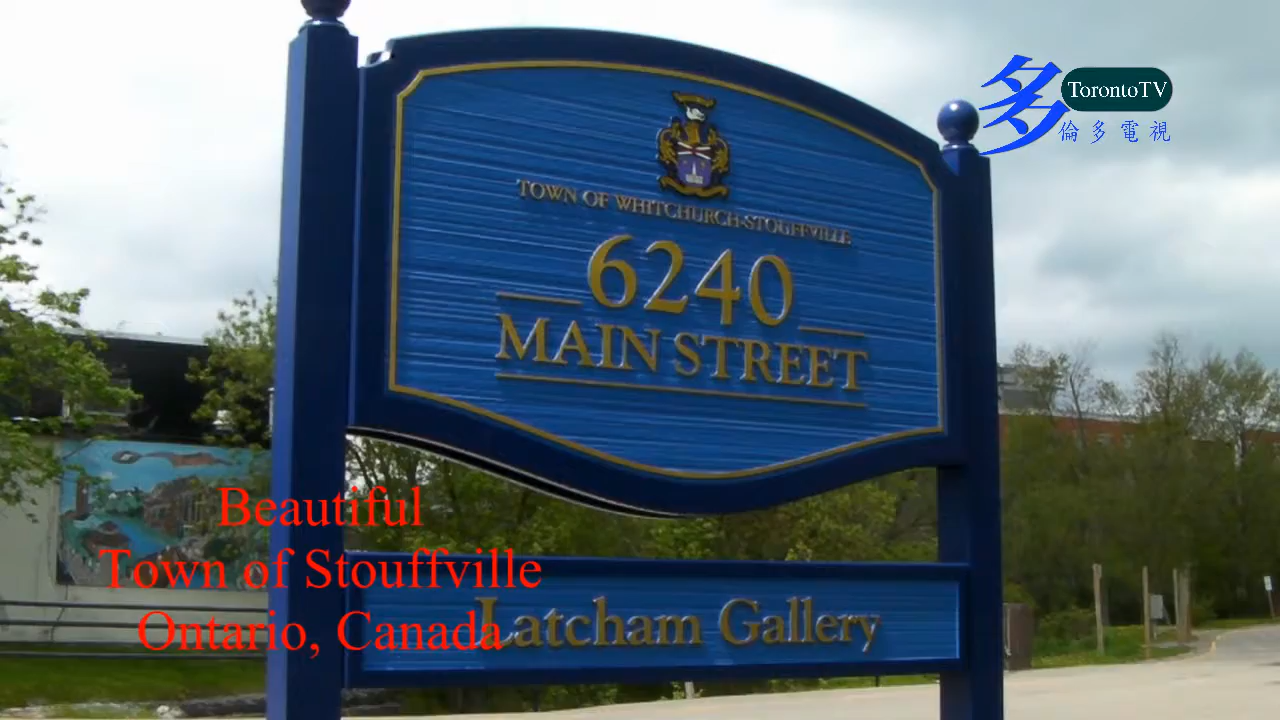 TorontoTV
多倫多電視
TOWN OF WHITCHURCH-STOUFFVILLE
6240
MAIN STREET
Latcham Gallery
Beautiful
Town of Stouffville
Ontario, Canada